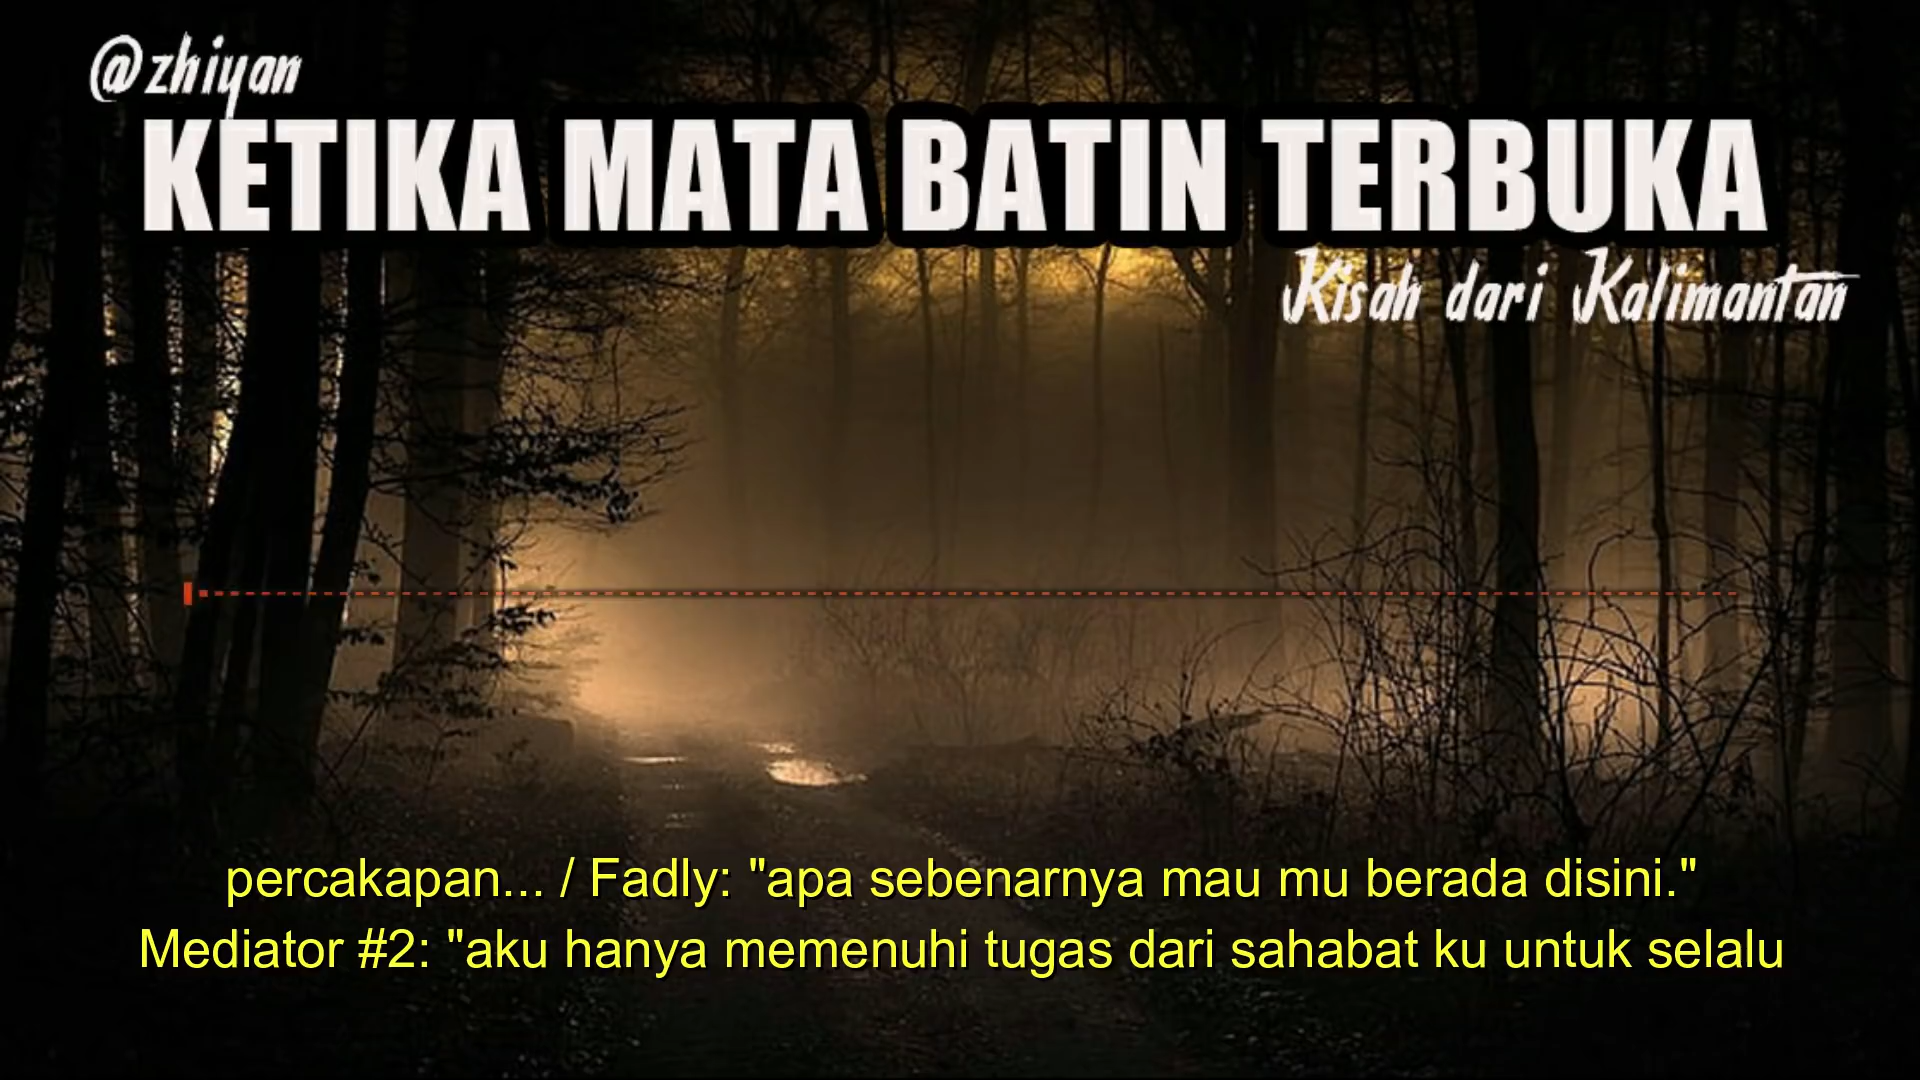 @zhiyan
KETIKA MATA BATIN TERBUKA
Kisah dari Kalimantan
percakapan... / Fadly: "apa sebenarnya mau mu berada disini."
Mediator #2: "aku hanya memenuhi tugas dari sahabat ku untuk selalu